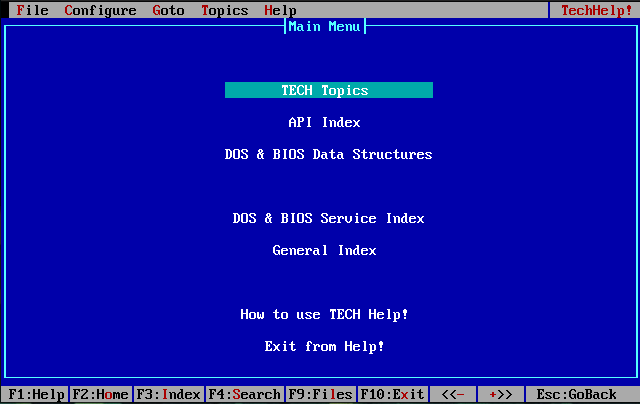 File Configure Goto Topics Help TechHelp!
Main Menu
TECH Topics
API Index
DOS & BIOS Data Structures
DOS & BIOS Service Index
General Index
How to use TECH Help!
Exit from Help!
F1:Help F2:Home F3:Index F4:Search F9:Files F10:Exit <<- +>> Esc:GoBack